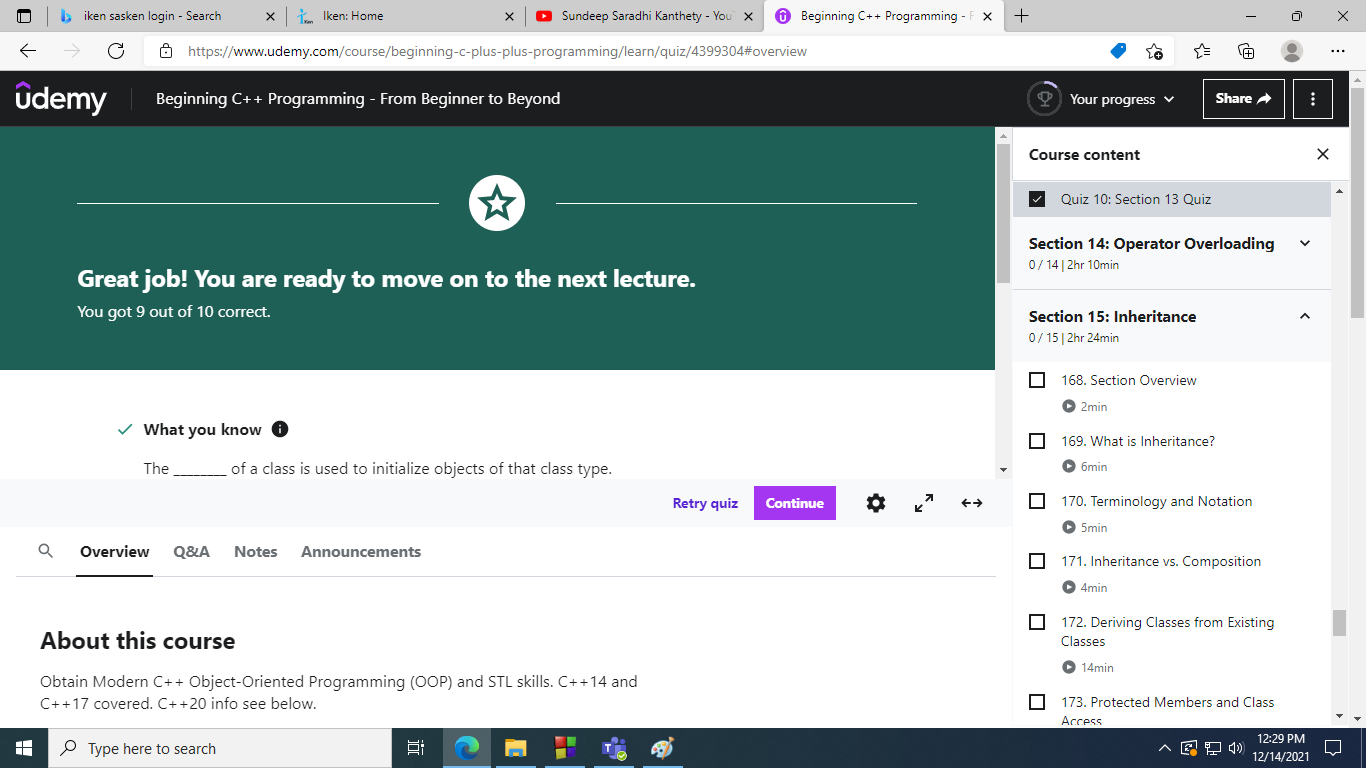 iken sasken login - Search
Iken: Home
Sundeep Saradhi Kanthety - You
Beginning C++ Programming - F
https://www.udemy.com/course/beginning-c-plus-plus-programming/learn/quiz/4399304#overview
udemy
Beginning C++ Programming - From Beginner to Beyond
Your progress
Share
Great job! You are ready to move on to the next lecture.
You got 9 out of 10 correct.
What you know
The ________ of a class is used to initialize objects of that class type.
Retry quiz
Continue
Overview
Q&A
Notes
Announcements
About this course
Obtain Modern C++ Object-Oriented Programming (OOP) and STL skills. C++14 and
C++17 covered. C++20 info see below.
Course content
Quiz 10: Section 13 Quiz
Section 14: Operator Overloading
0 / 14 | 2hr 10min
Section 15: Inheritance
0 / 15 | 2hr 24min
168. Section Overview
2min
169. What is Inheritance?
6min
170. Terminology and Notation
5min
171. Inheritance vs. Composition
4min
172. Deriving Classes from Existing
Classes
14min
173. Protected Members and Class
Access
Type here to search
12:29 PM
12/14/2021